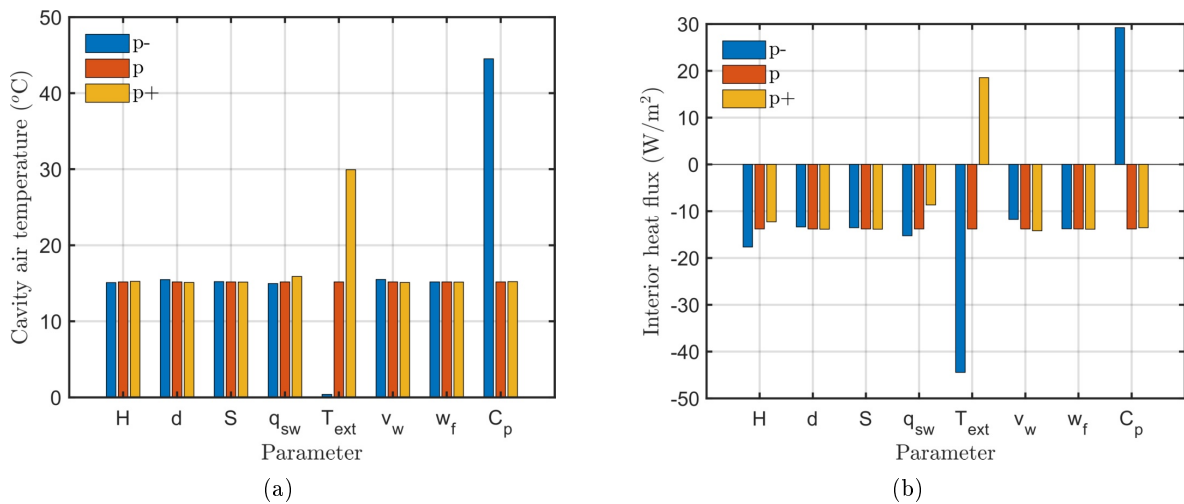 Cavity air temperature (°C)
50
40
30
20
10
0
p-
p
p+
H d S q_sw T_ext v_w w_f C_p
Parameter
(a)
Interior heat flux (W/m²)
30
20
10
0
-10
-20
-30
-40
-50
p-
p
p+
H d S q_sw T_ext v_w w_f C_p
Parameter
(b)